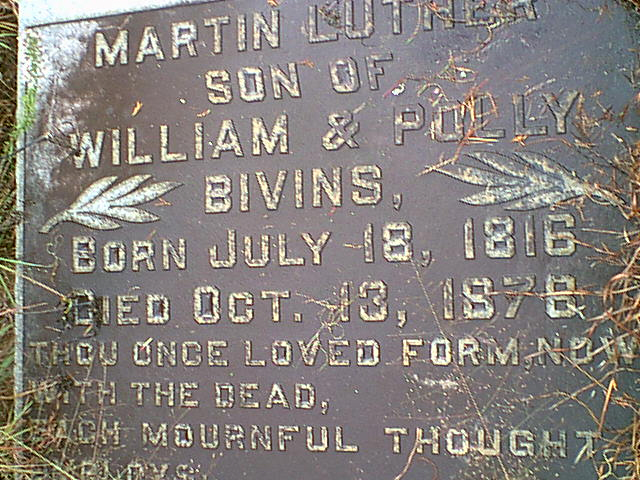 MARTIN LUTHER
SON OF
WILLIAM & POLLY
BIVINS,
BORN JULY 18, 1816
DIED OCT. 13, 1878
THOU ONCE LOVED FORM, NOW
WITH THE DEAD,
EACH MOURNFUL THOUGHT